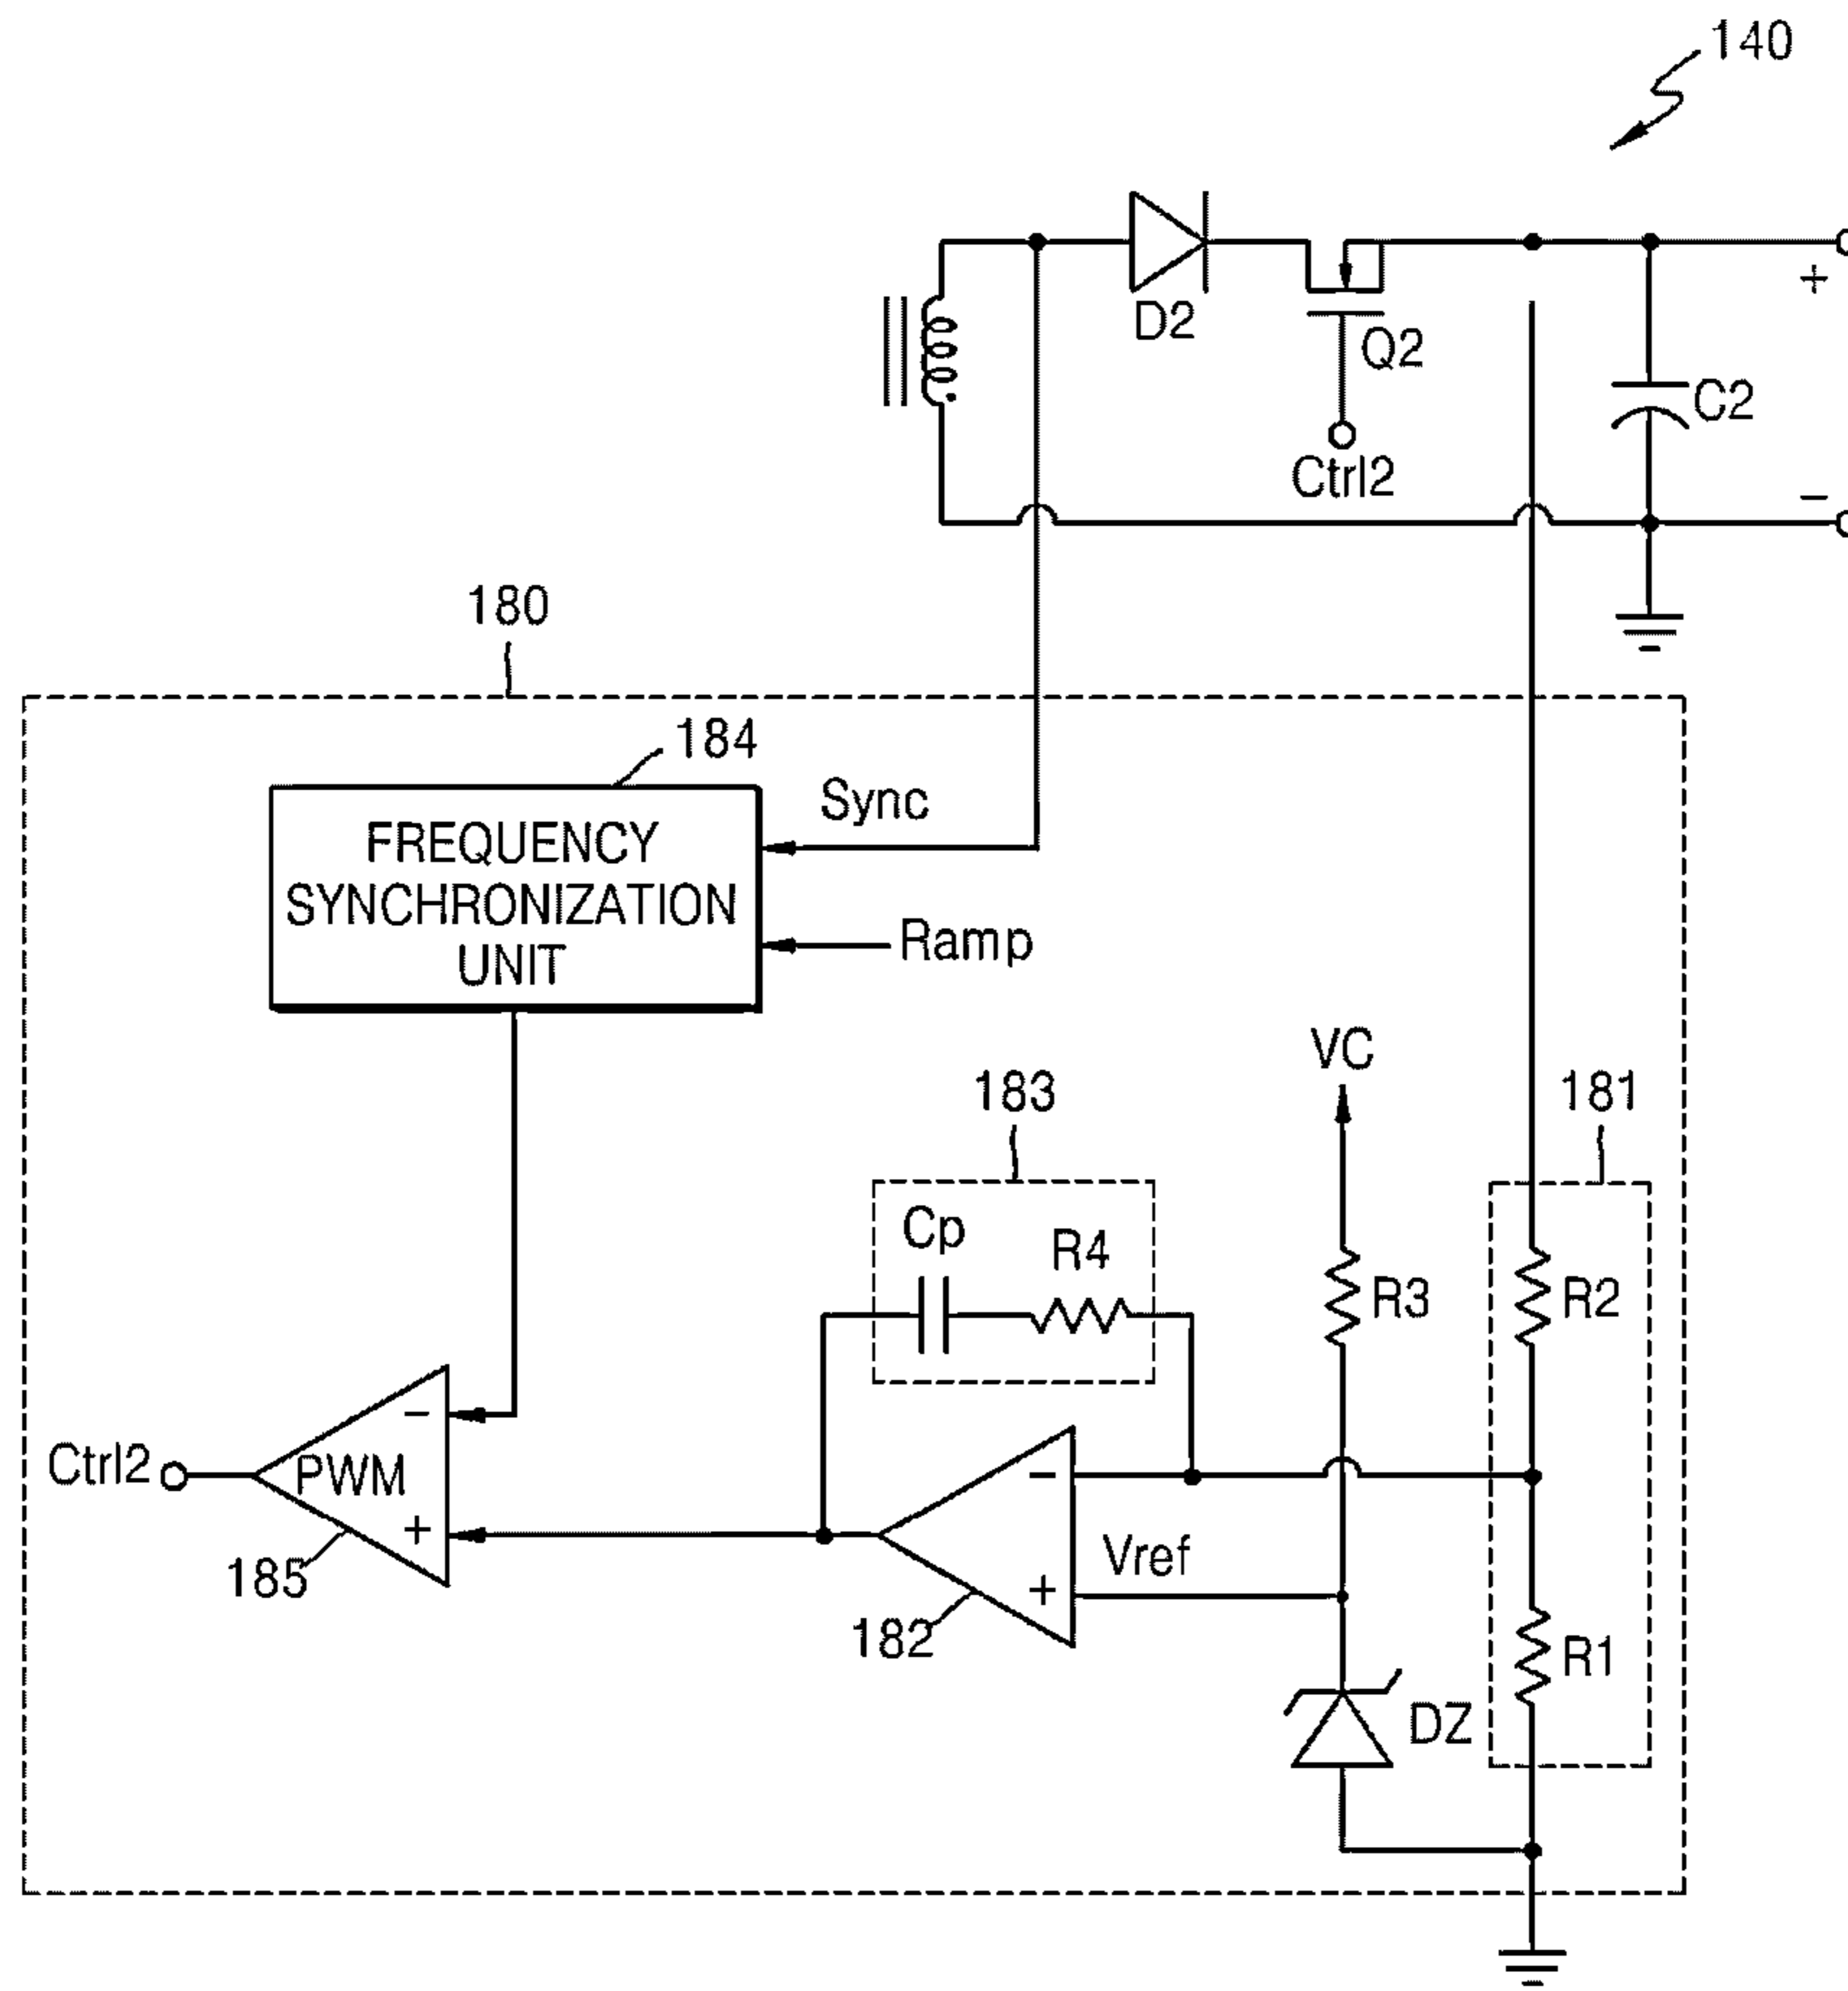 140
D2
Q2
+
C2
Ctrl2
−
180
184
Sync
FREQUENCY
SYNCHRONIZATION
UNIT
Ramp
VC
183
181
Cp
R4
R3
R2
−
Ctrl2
PWM
−
+
Vref
185
+
182
R1
DZ